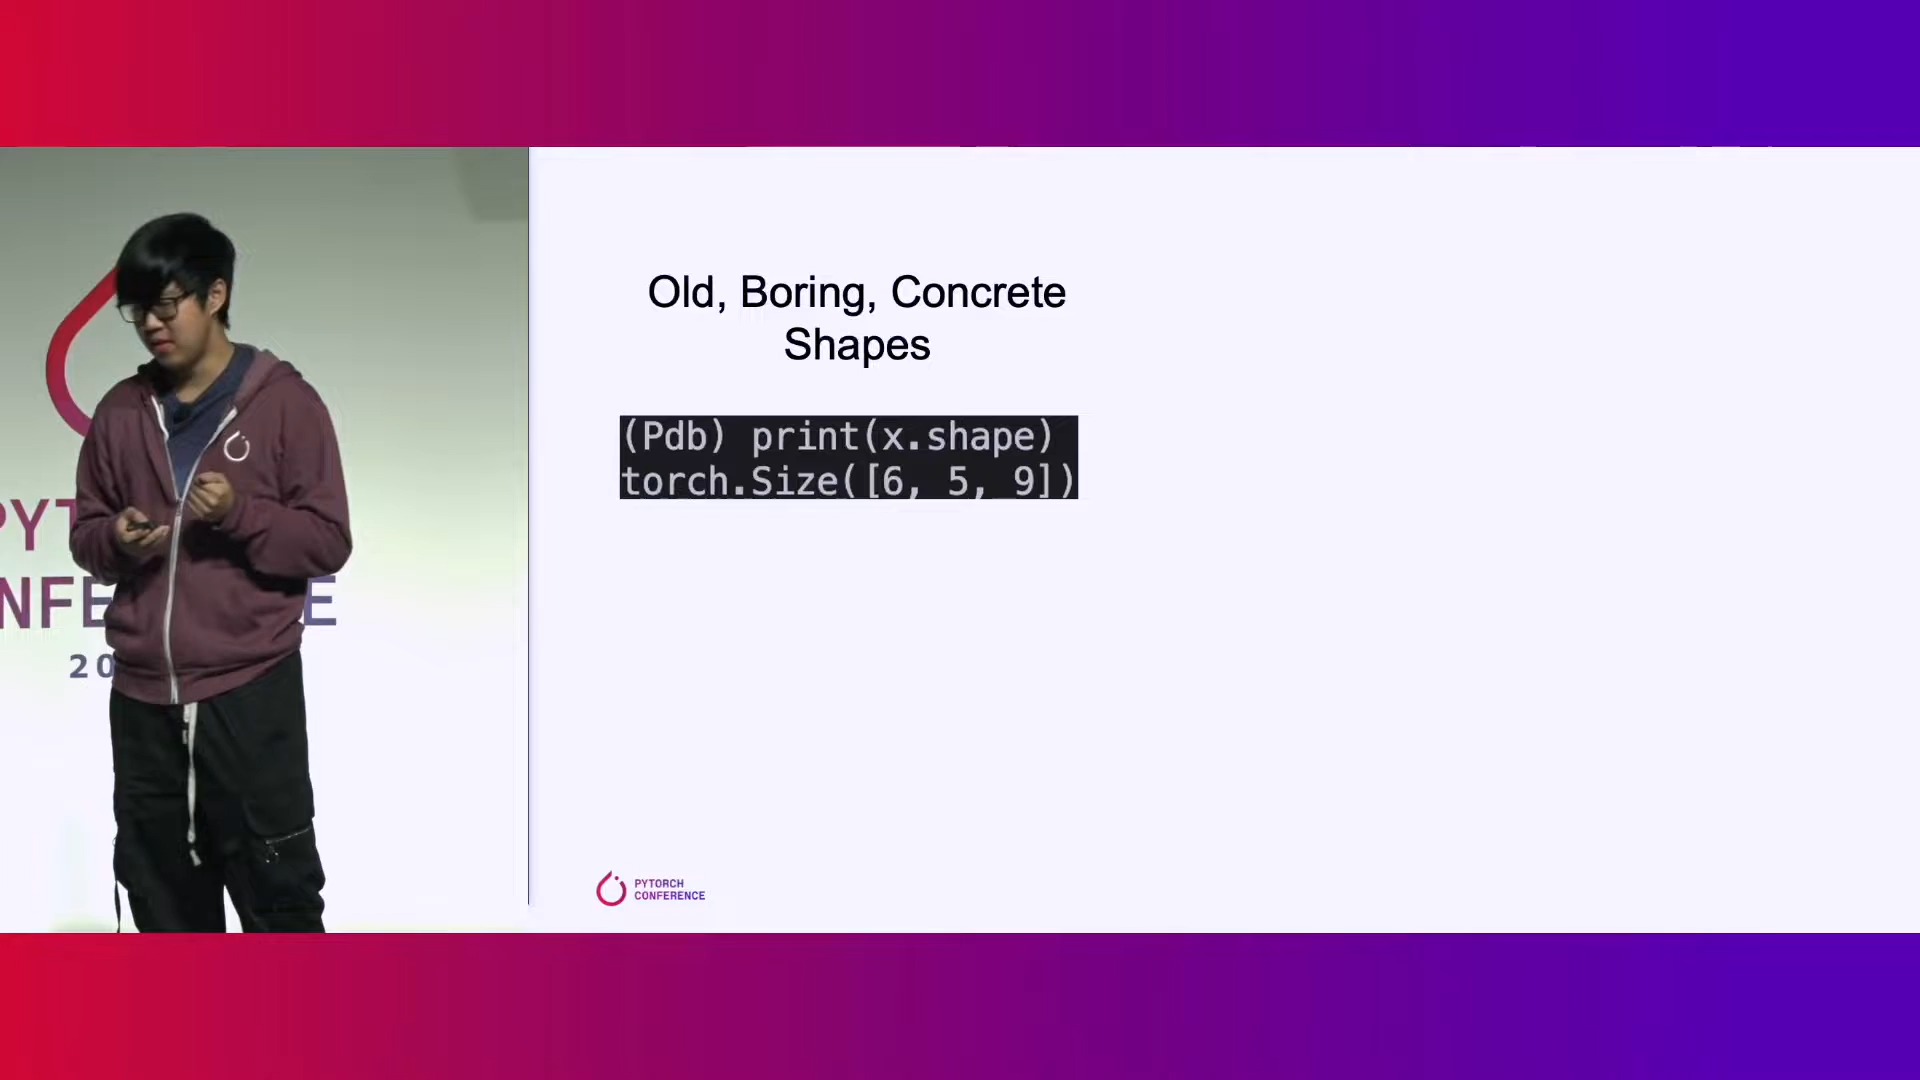 Old, Boring, Concrete
Shapes
(Pdb) print(x.shape)
torch.Size([6, 5, 9])
PYTORCH
CONFERENCE